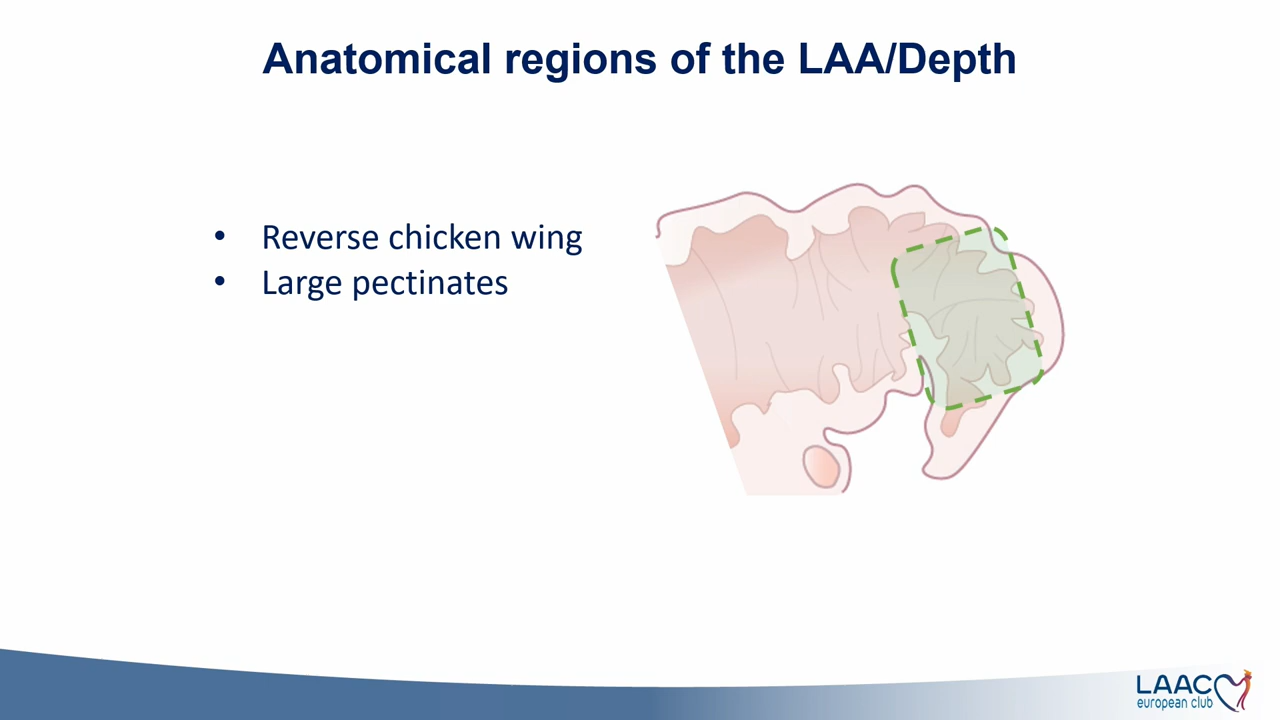 Anatomical regions of the LAA/Depth
• Reverse chicken wing
• Large pectinates
LAAC
european club